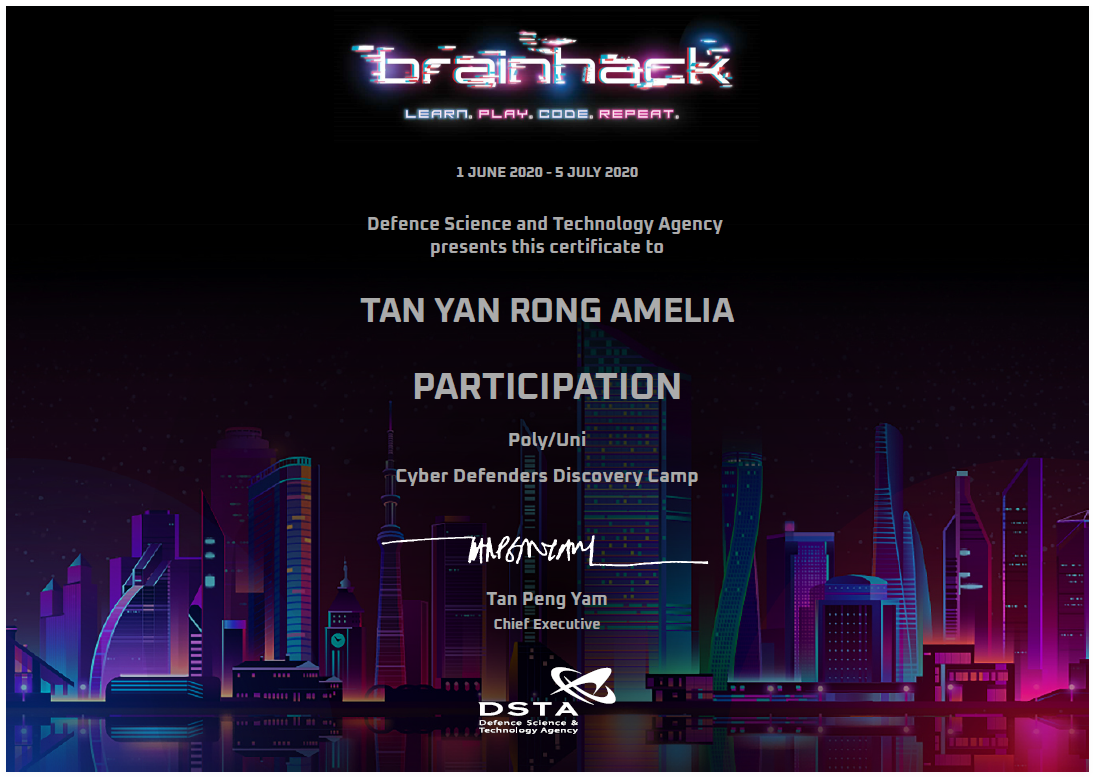 brainhack
LEARN. PLAY. CODE. REPEAT.
1 JUNE 2020 - 5 JULY 2020
Defence Science and Technology Agency
presents this certificate to
TAN YAN RONG AMELIA
PARTICIPATION
Poly/Uni
Cyber Defenders Discovery Camp
TANPENGYAM
Tan Peng Yam
Chief Executive
DSTA
Defence Science &
Technology Agency